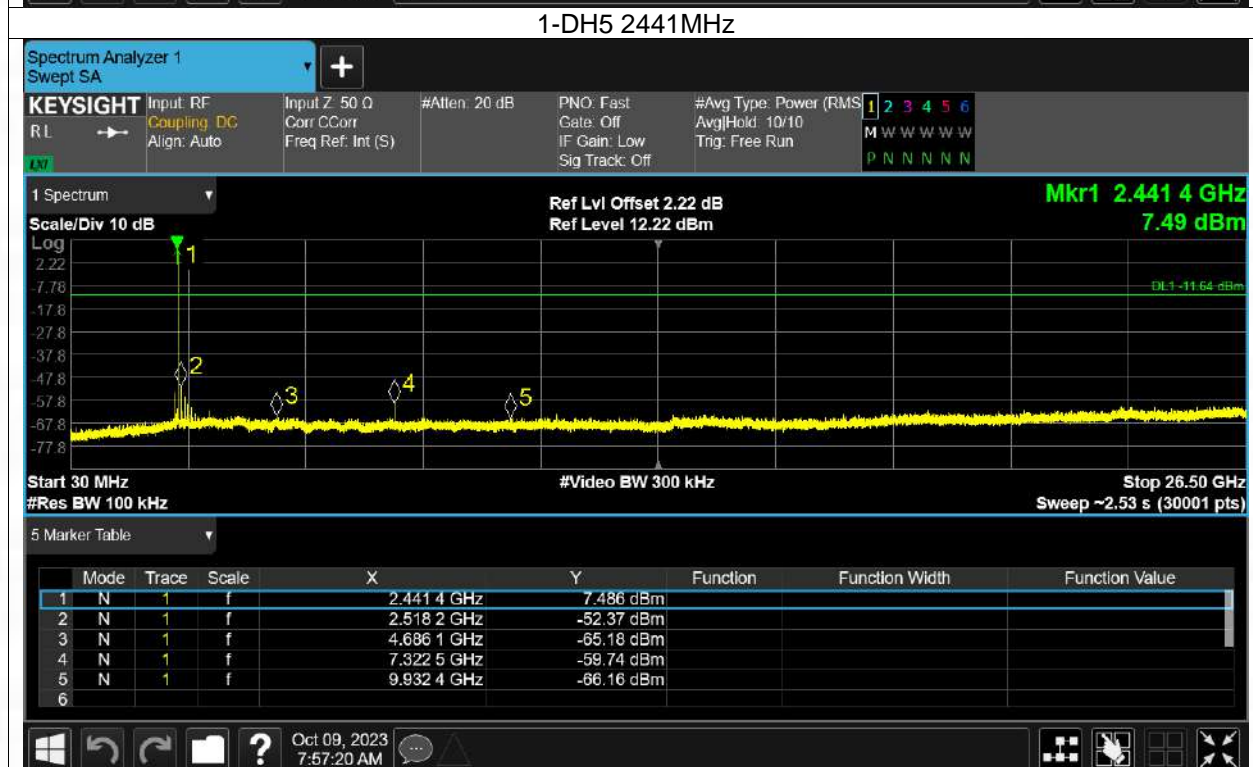 1-DH5 2441MHz
Spectrum Analyzer 1
Swept SA
+
KEYSIGHT Input: RF Input Z: 50 Ω #Atten: 20 dB PNO: Fast #Avg Type: Power (RMS 1 2 3 4 5 6
RL Coupling: DC Corr CCorr Gate: Off Avg|Hold: 10/10 M W W W W W
Align: Auto Freq Ref: Int (S) IF Gain: Low Trig: Free Run
LXI Sig Track: Off P N N N N N
1 Spectrum Ref Lvl Offset 2.22 dB Mkr1 2.441 4 GHz
Scale/Div 10 dB Ref Level 12.22 dBm 7.49 dBm
Log
1
2.22
-7.78 DL1 -11.64 dBm
-17.8
-27.8
-37.8
2
-47.8 4
-57.8 3 5
-67.8
-77.8
Start 30 MHz #Video BW 300 kHz Stop 26.50 GHz
#Res BW 100 kHz Sweep ~2.53 s (30001 pts)
5 Marker Table
Mode Trace Scale X Y Function Function Width Function Value
1 N 1 f 2.441 4 GHz 7.486 dBm
2 N 1 f 2.518 2 GHz -52.37 dBm
3 N 1 f 4.686 1 GHz -65.18 dBm
4 N 1 f 7.322 5 GHz -59.74 dBm
5 N 1 f 9.932 4 GHz -66.16 dBm
6
? Oct 09, 2023
7:57:20 AM